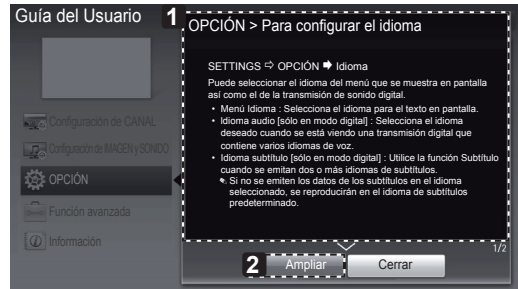 Guía del Usuario
1
OPCIÓN > Para configurar el idioma
SETTINGS ⇨ OPCIÓN 🡆 Idioma
Puede seleccionar el idioma del menú que se muestra en pantalla
así como el de la transmisión de sonido digital.
• Menú Idioma : Selecciona el idioma para el texto en pantalla.
• Idioma audio [sólo en modo digital] : Selecciona el idioma
deseado cuando se está viendo una transmisión digital que
contiene varios idiomas de voz.
• Idioma subtítulo [sólo en modo digital] : Utilice la función Subtítulo
cuando se emitan dos o más idiomas de subtítulos.
Si no se emiten los datos de los subtítulos en el idioma
seleccionado, se reproducirán en el idioma de subtítulos
predeterminado.
Configuración de CANAL
Configuración de IMAGEN y SONIDO
OPCIÓN
Función avanzada
Información
1/2
2
Ampliar
Cerrar